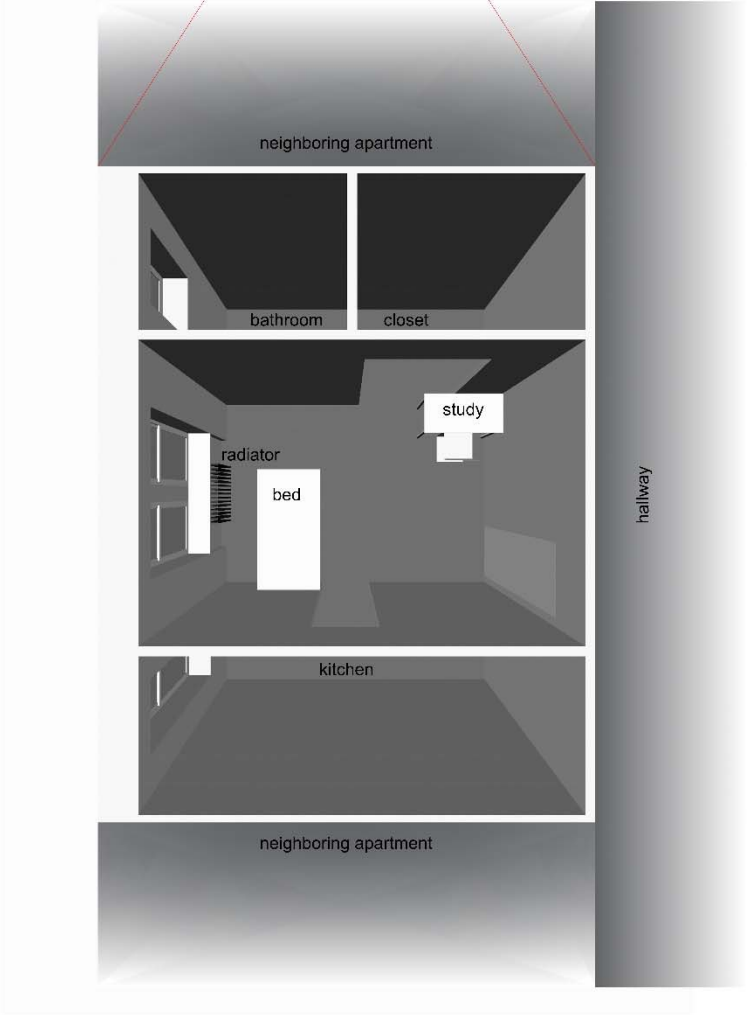 neighboring apartment
bathroom
closet
study
radiator
bed
hallway
kitchen
neighboring apartment